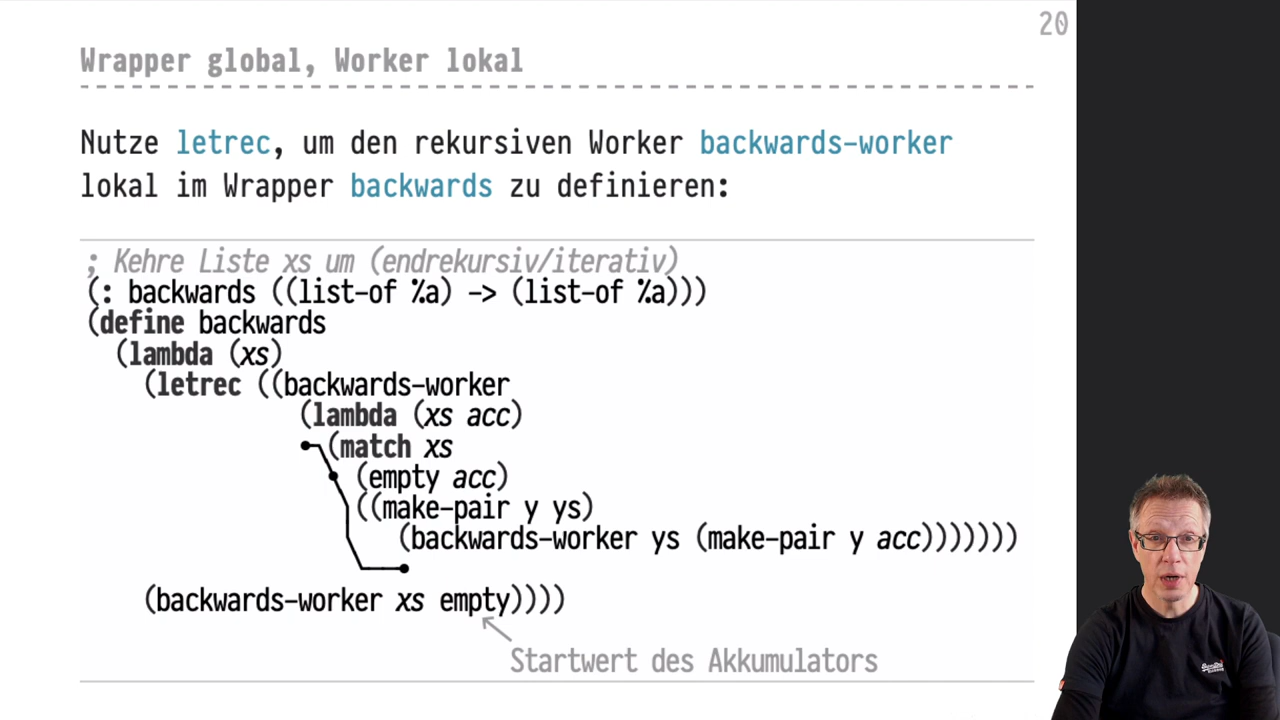 20
Wrapper global, Worker lokal
Nutze letrec, um den rekursiven Worker backwards-worker
lokal im Wrapper backwards zu definieren:
; Kehre Liste xs um (endrekursiv/iterativ)
(: backwards ((list-of %a) -> (list-of %a)))
(define backwards
(lambda (xs)
(letrec ((backwards-worker
(lambda (xs acc)
(match xs
(empty acc)
((make-pair y ys)
(backwards-worker ys (make-pair y acc)))))))
(backwards-worker xs empty))))
Startwert des Akkumulators